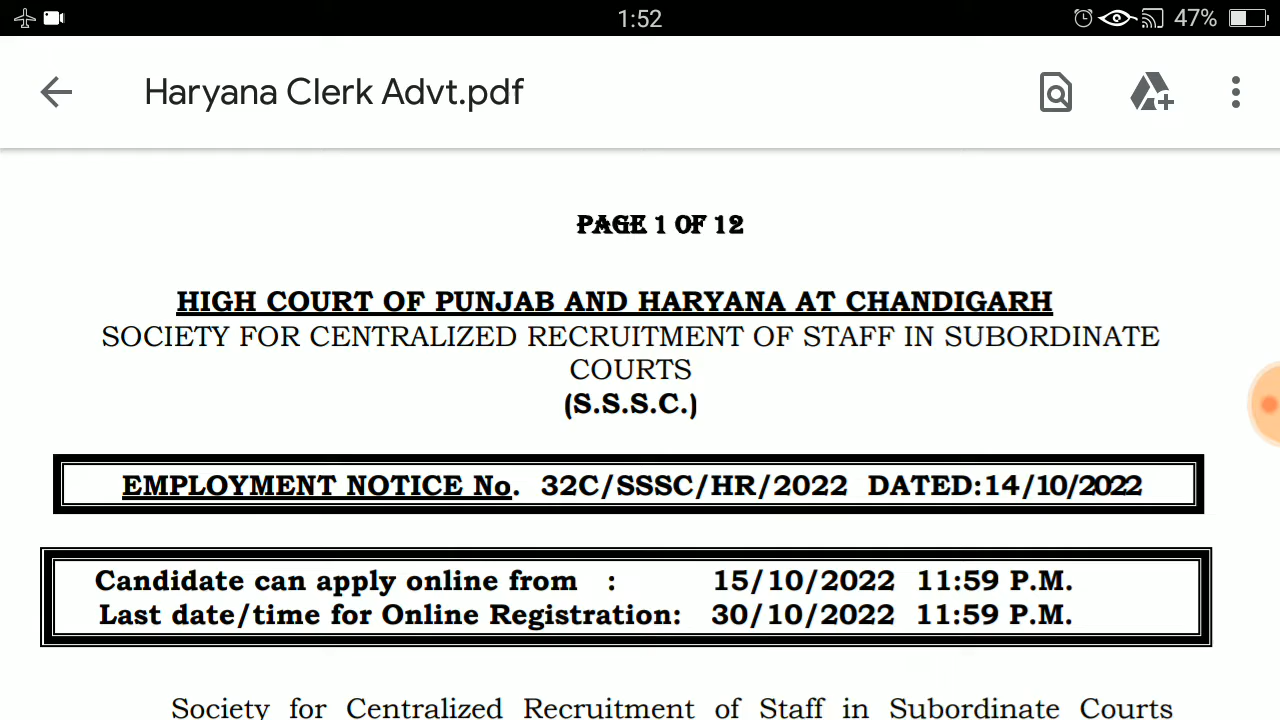 1:52
47%
Haryana Clerk Advt.pdf
PAGE 1 OF 12
HIGH COURT OF PUNJAB AND HARYANA AT CHANDIGARH
SOCIETY FOR CENTRALIZED RECRUITMENT OF STAFF IN SUBORDINATE
COURTS
(S.S.S.C.)
EMPLOYMENT NOTICE No. 32C/SSSC/HR/2022 DATED:14/10/2022
Candidate can apply online from : 15/10/2022 11:59 P.M.
Last date/time for Online Registration: 30/10/2022 11:59 P.M.
Society for Centralized Recruitment of Staff in Subordinate Courts